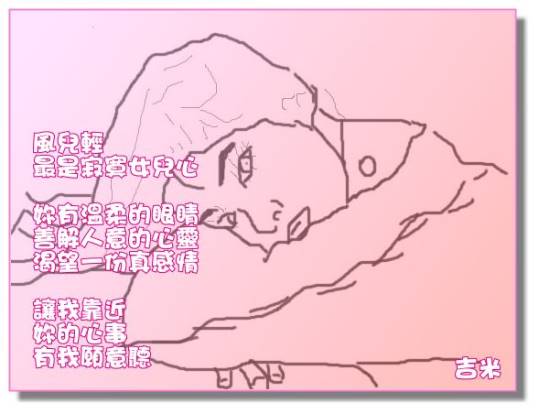 風兒輕
最是寂寞女兒心
妳有溫柔的眼睛
善解人意的心靈
渴望一份真感情
讓我靠近
妳的心事
有我願意聽
吉米